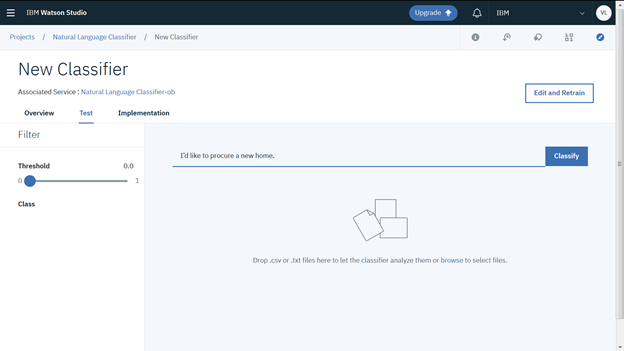 IBM Watson Studio
Upgrade
IBM
VL
Projects / Natural Language Classifier / New Classifier
New Classifier
Associated Service : Natural Language Classifier-ob
Edit and Retrain
Overview Test Implementation
Filter
Threshold 0.0
0 1
Class
I'd like to procure a new home.
Classify
Drop .csv or .txt files here to let the classifier analyze them or browse to select files.